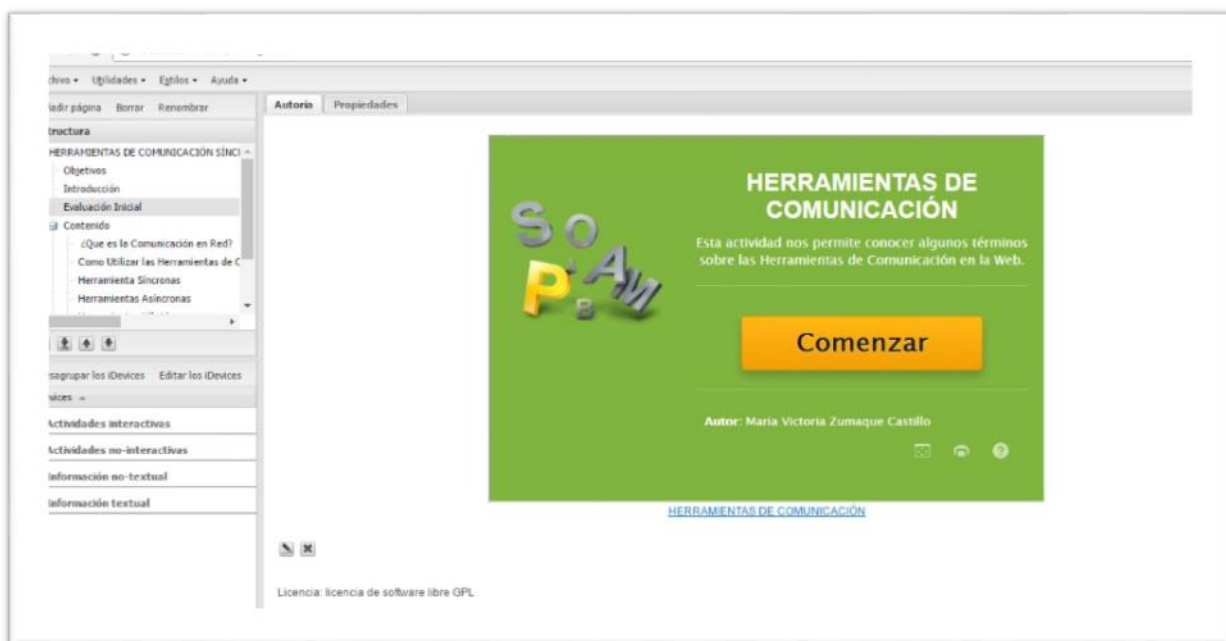 chivo Utilidades Estilos Ayuda
ñadir página Borrar Renombrar
tructura
HERRAMIENTAS DE COMUNICACIÓN SÍNCI
Objetivos
Introducción
Evaluación Inicial
Contenido
¿Que es la Comunicación en Red?
Como Utilizar las Herramientas de C
Herramienta Síncronas
Herramientas Asíncronas
sagrupar los iDevices Editar los iDevices
vices
Actividades interactivas
Actividades no-interactivas
Información no-textual
Información textual
Autoría Propiedades
S O P A M B
HERRAMIENTAS DE
COMUNICACIÓN
Esta actividad nos permite conocer algunos términos
sobre las Herramientas de Comunicación en la Web.
Comenzar
Autor: María Victoria Zumaque Castillo
HERRAMIENTAS DE COMUNICACIÓN
Licencia: licencia de software libre GPL